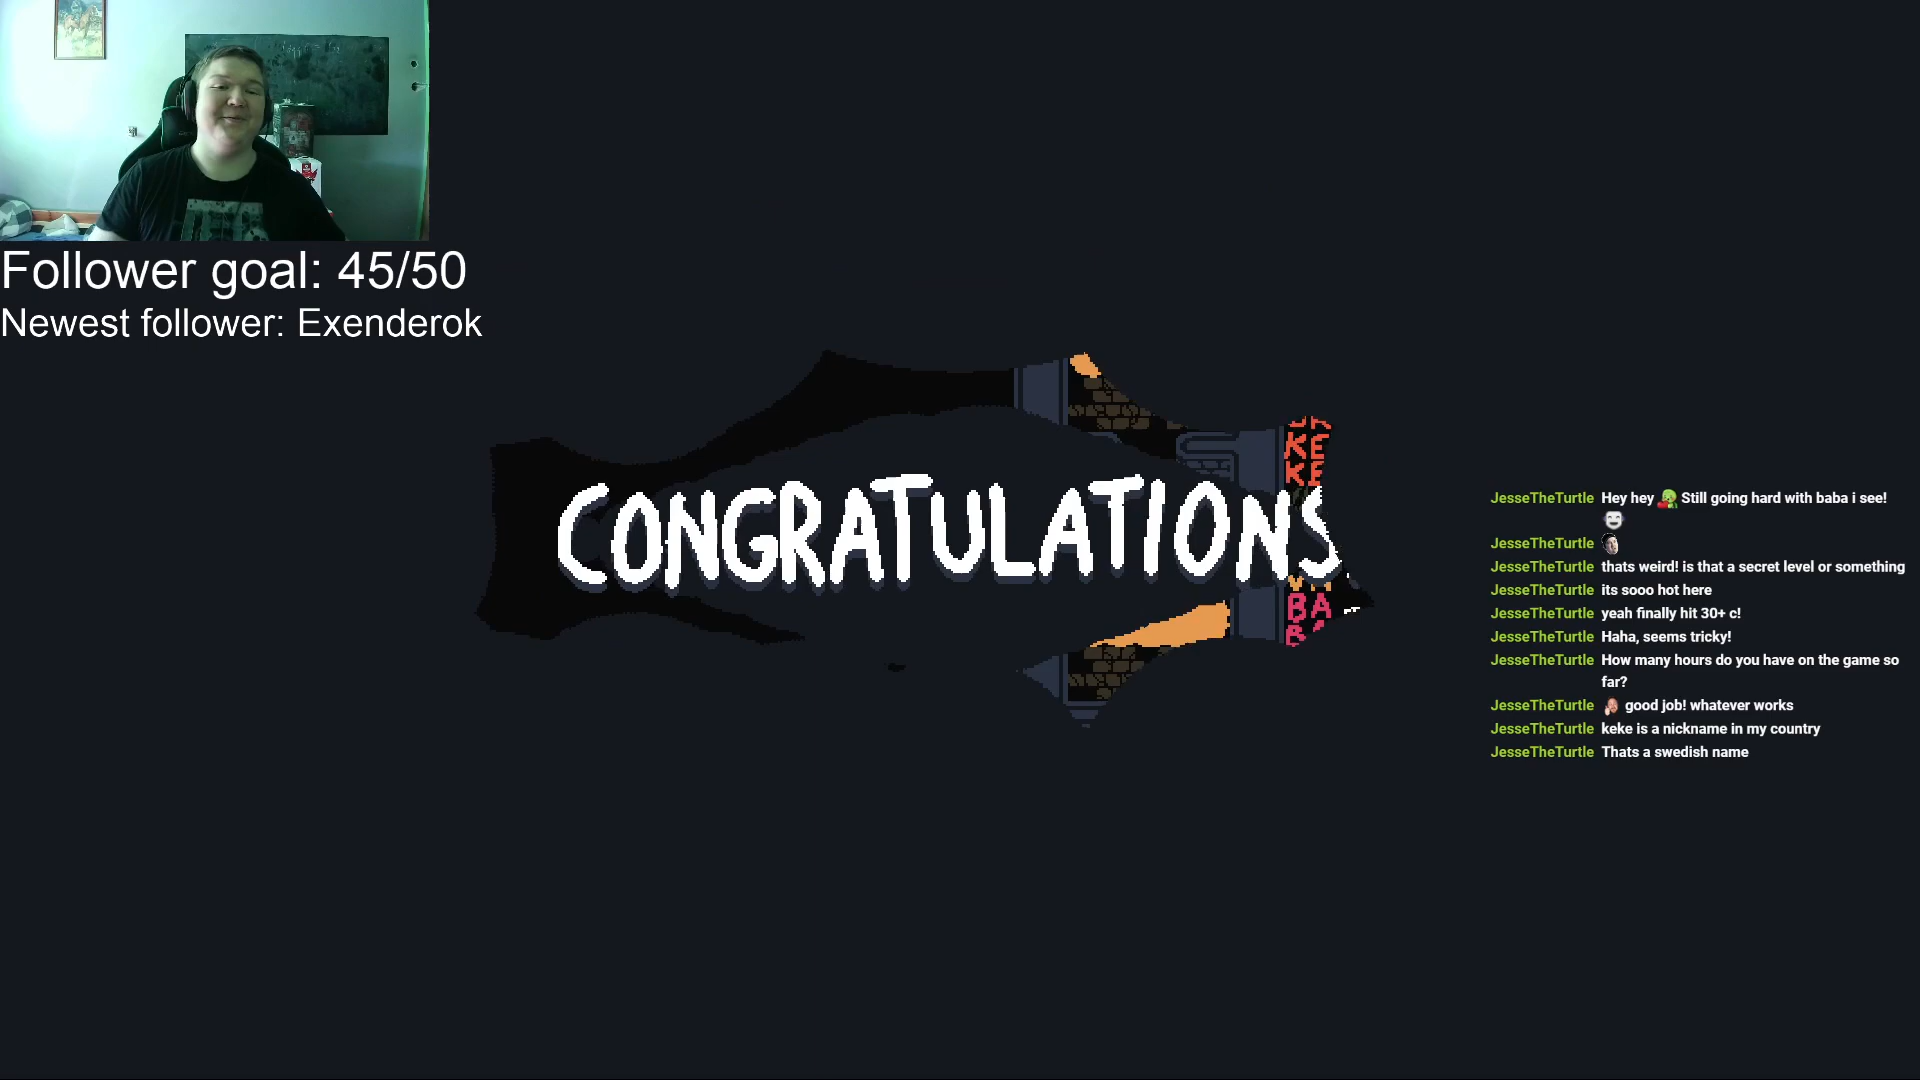 Follower goal: 45/50
Newest follower: Exenderok
CONGRATULATIONS
KE
BA
JesseTheTurtle Hey hey Still going hard with baba i see!
JesseTheTurtle
JesseTheTurtle thats weird! is that a secret level or something
JesseTheTurtle its sooo hot here
JesseTheTurtle yeah finally hit 30+ c!
JesseTheTurtle Haha, seems tricky!
JesseTheTurtle How many hours do you have on the game so
far?
JesseTheTurtle good job! whatever works
JesseTheTurtle keke is a nickname in my country
JesseTheTurtle Thats a swedish name